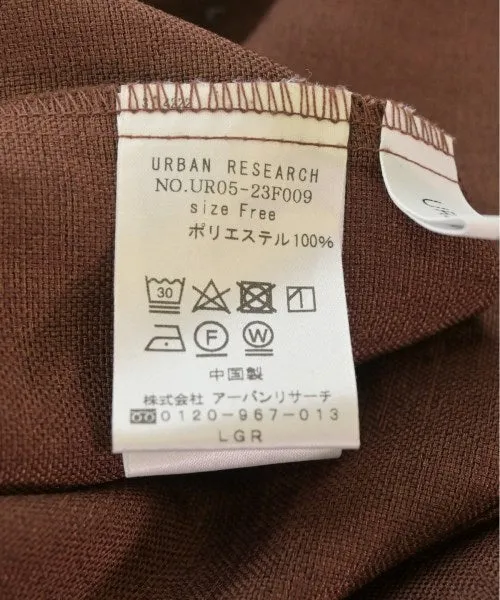 URBAN RESEARCH
NO.UR05-23F009
size Free
ポリエステル100%
30
F W
中国製
株式会社 アーバンリサーチ
0120-967-013
LGR